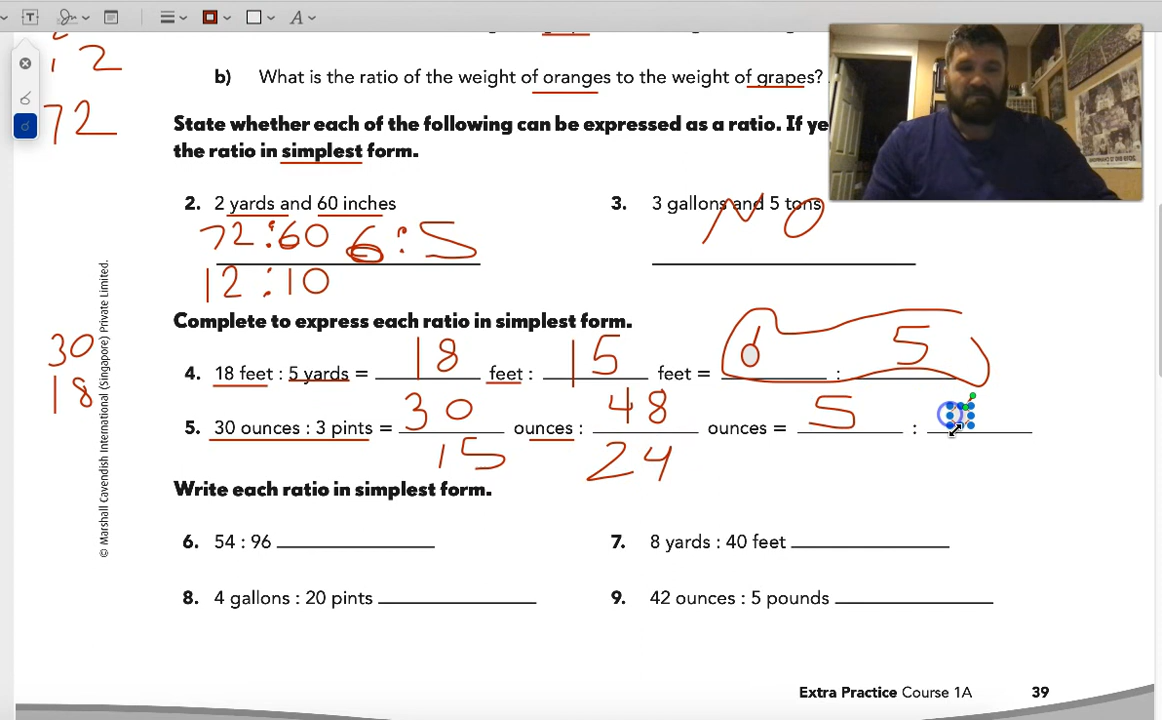 12
72
b) What is the ratio of the weight of oranges to the weight of grapes?
State whether each of the following can be expressed as a ratio. If ye
the ratio in simplest form.
2. 2 yards and 60 inches
72:60 6:5
12:10
3. 3 gallons and 5 tons
NO
Complete to express each ratio in simplest form.
4. 18 feet : 5 yards = 18 feet : 15 feet = 6 : 5
30
18
5. 30 ounces : 3 pints = 30 ounces : 48 ounces = 5 :
15 24
Write each ratio in simplest form.
6. 54 : 96
7. 8 yards : 40 feet
8. 4 gallons : 20 pints
9. 42 ounces : 5 pounds
© Marshall Cavendish International (Singapore) Private Limited.
Extra Practice Course 1A 39